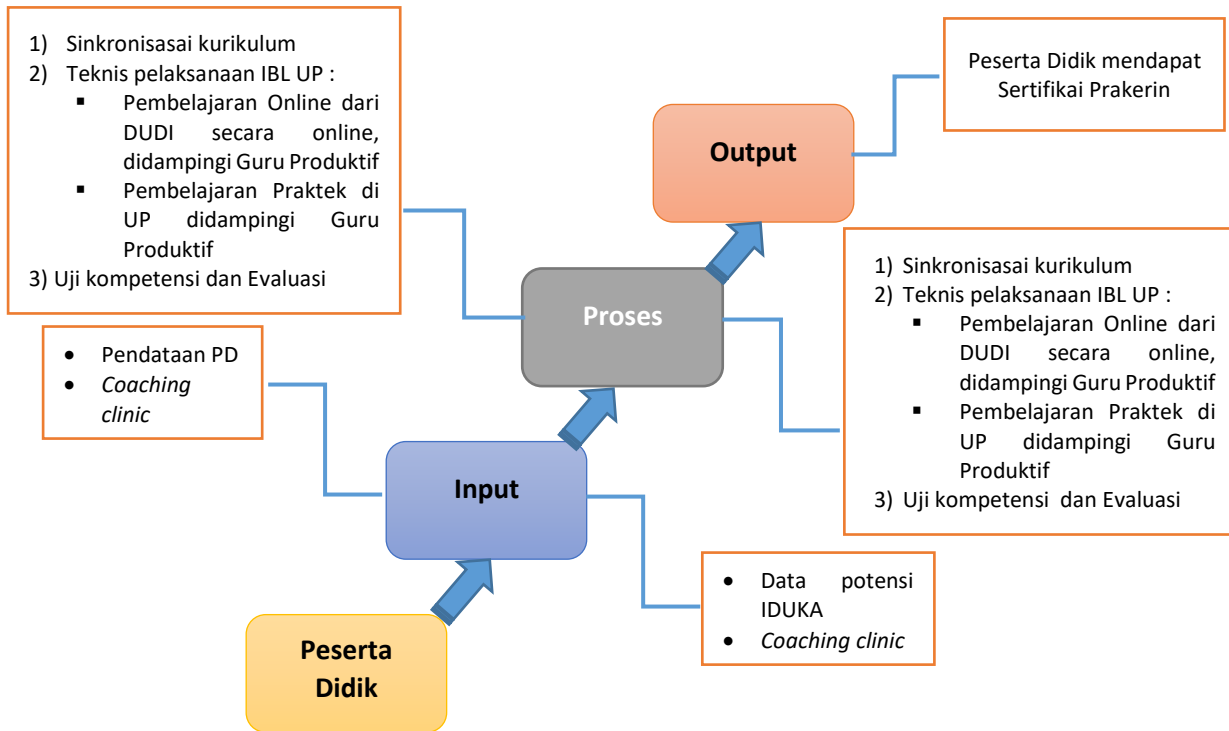 1) Sinkronisasai kurikulum
2) Teknis pelaksanaan IBL UP :
▪ Pembelajaran Online dari
DUDI secara online,
didampingi Guru Produktif
▪ Pembelajaran Praktek di
UP didampingi Guru
Produktif
3) Uji kompetensi dan Evaluasi
Peserta Didik mendapat
Sertifikai Prakerin
Output
Proses
1) Sinkronisasai kurikulum
2) Teknis pelaksanaan IBL UP :
▪ Pembelajaran Online dari
DUDI secara online,
didampingi Guru Produktif
▪ Pembelajaran Praktek di
UP didampingi Guru
Produktif
3) Uji kompetensi dan Evaluasi
• Pendataan PD
• Coaching
clinic
Input
• Data potensi
IDUKA
• Coaching clinic
Peserta
Didik